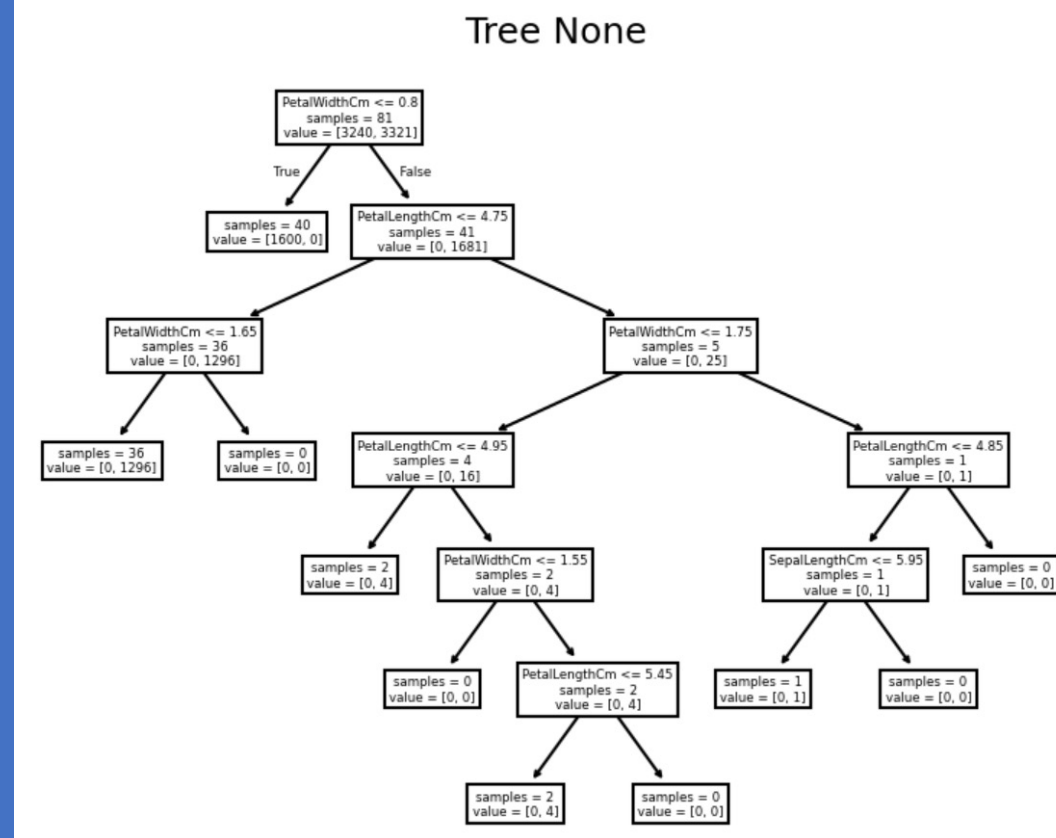 Tree None
PetalWidthCm <= 0.8
samples = 81
value = [3240, 3321]
True
False
samples = 40
value = [1600, 0]
PetalLengthCm <= 4.75
samples = 41
value = [0, 1681]
PetalWidthCm <= 1.65
samples = 36
value = [0, 1296]
PetalWidthCm <= 1.75
samples = 5
value = [0, 25]
samples = 36
value = [0, 1296]
samples = 0
value = [0, 0]
PetalLengthCm <= 4.95
samples = 4
value = [0, 16]
PetalLengthCm <= 4.85
samples = 1
value = [0, 1]
samples = 2
value = [0, 4]
PetalWidthCm <= 1.55
samples = 2
value = [0, 4]
SepalLengthCm <= 5.95
samples = 1
value = [0, 1]
samples = 0
value = [0, 0]
samples = 0
value = [0, 0]
PetalLengthCm <= 5.45
samples = 2
value = [0, 4]
samples = 1
value = [0, 1]
samples = 0
value = [0, 0]
samples = 2
value = [0, 4]
samples = 0
value = [0, 0]